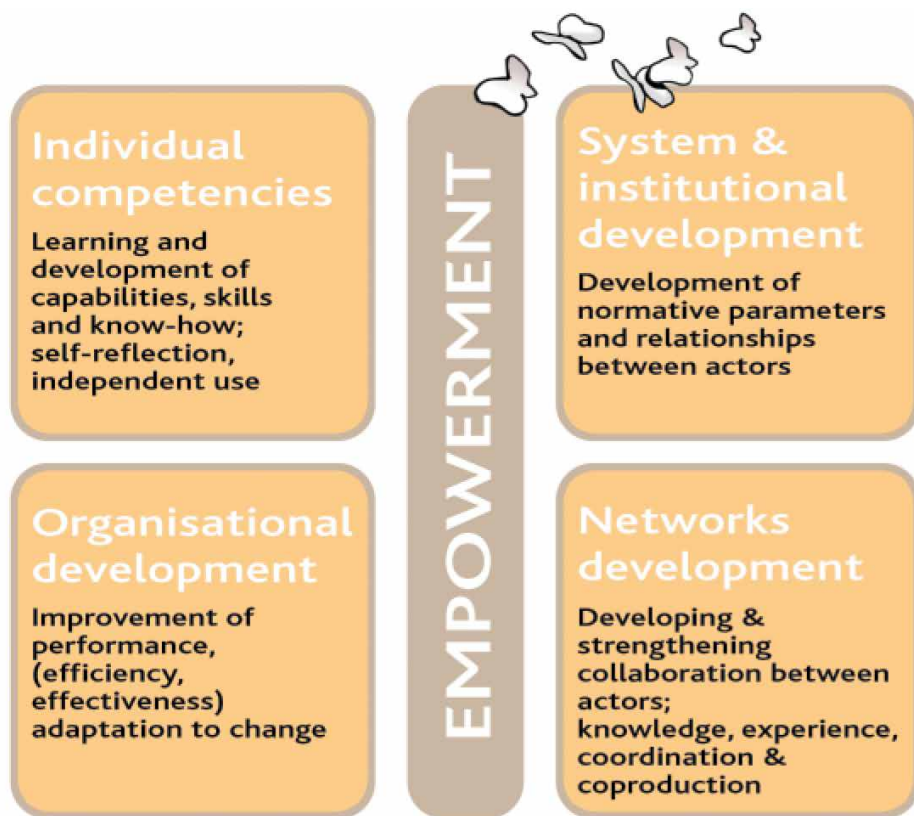 Individual
competencies
Learning and
development of
capabilities, skills
and know-how;
self-reflection,
independent use
Organisational
development
Improvement of
performance,
(efficiency,
effectiveness)
adaptation to change
EMPOWERMENT
System &
institutional
development
Development of
normative parameters
and relationships
between actors
Networks
development
Developing &
strengthening
collaboration between
actors;
knowledge, experience,
coordination &
coproduction